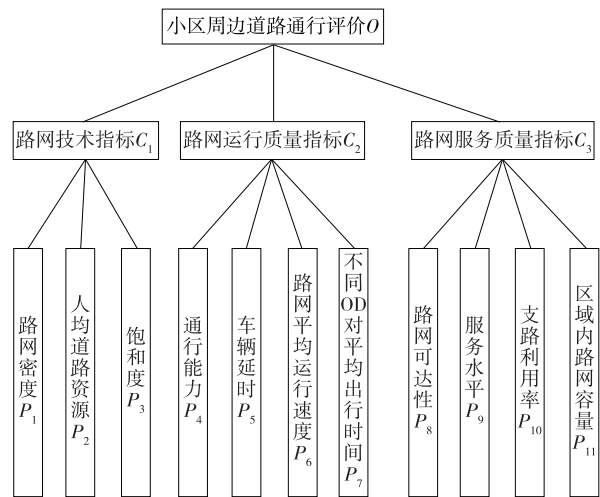 小区周边道路通行评价O
路网技术指标C1
路网运行质量指标C2
路网服务质量指标C3
路网密度P1
人均道路资源P2
饱和度P3
通行能力P4
车辆延时P5
路网平均运行速度P6
不同OD对平均出行时间P7
路网可达性P8
服务水平P9
支路利用率P10
区域内路网容量P11